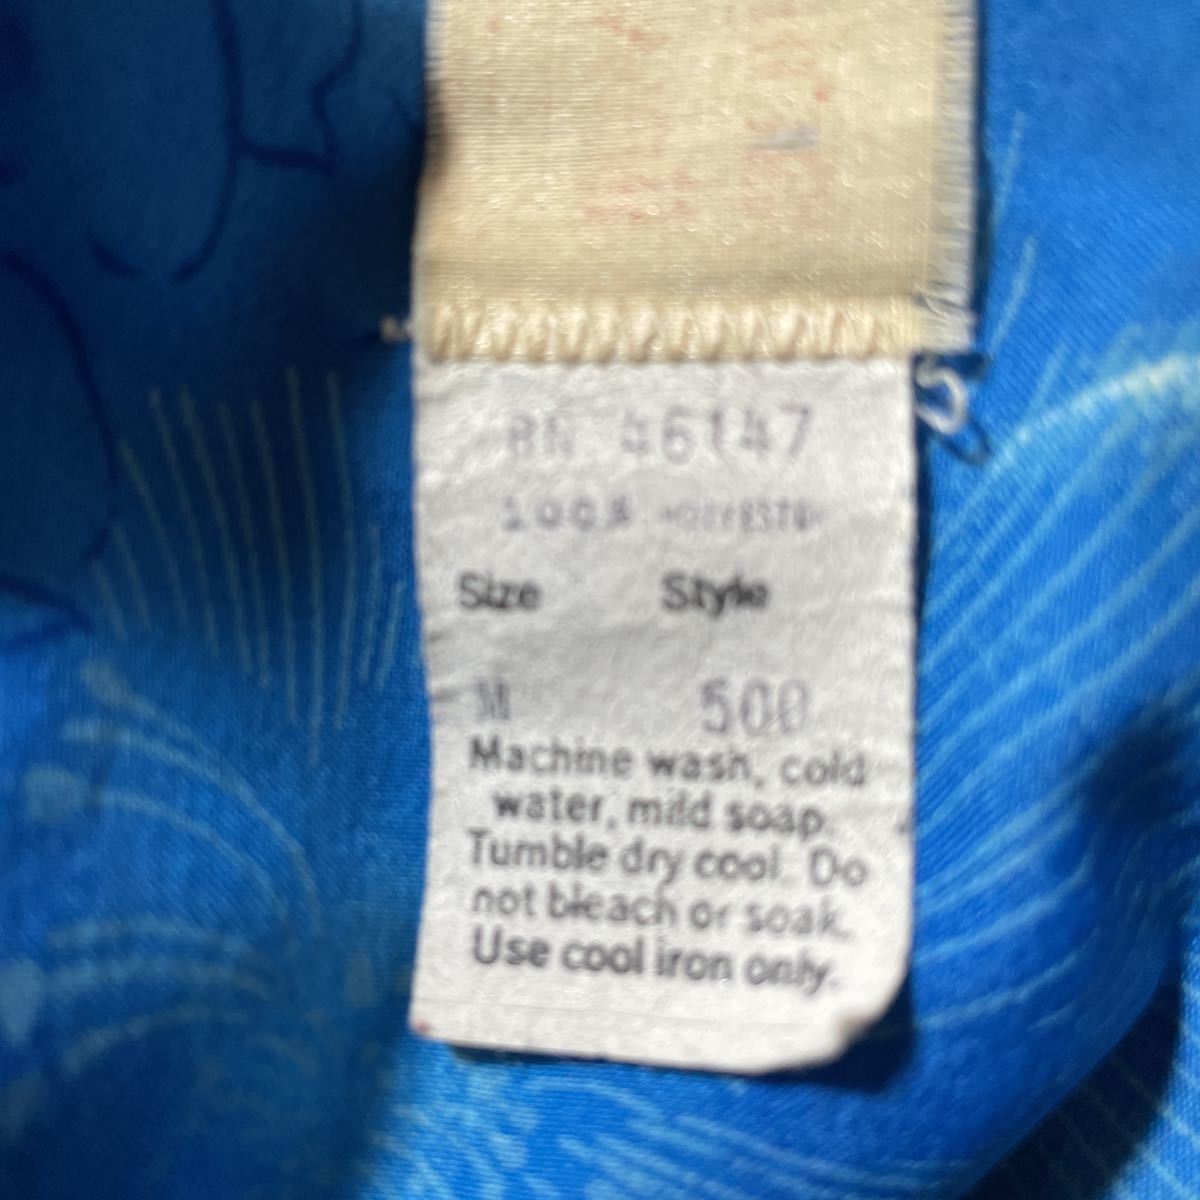 RN 46147
100%
Size Style
M 500
Machine wash, cold
water, mild soap.
Tumble dry cool. Do
not bleach or soak.
Use cool iron only.